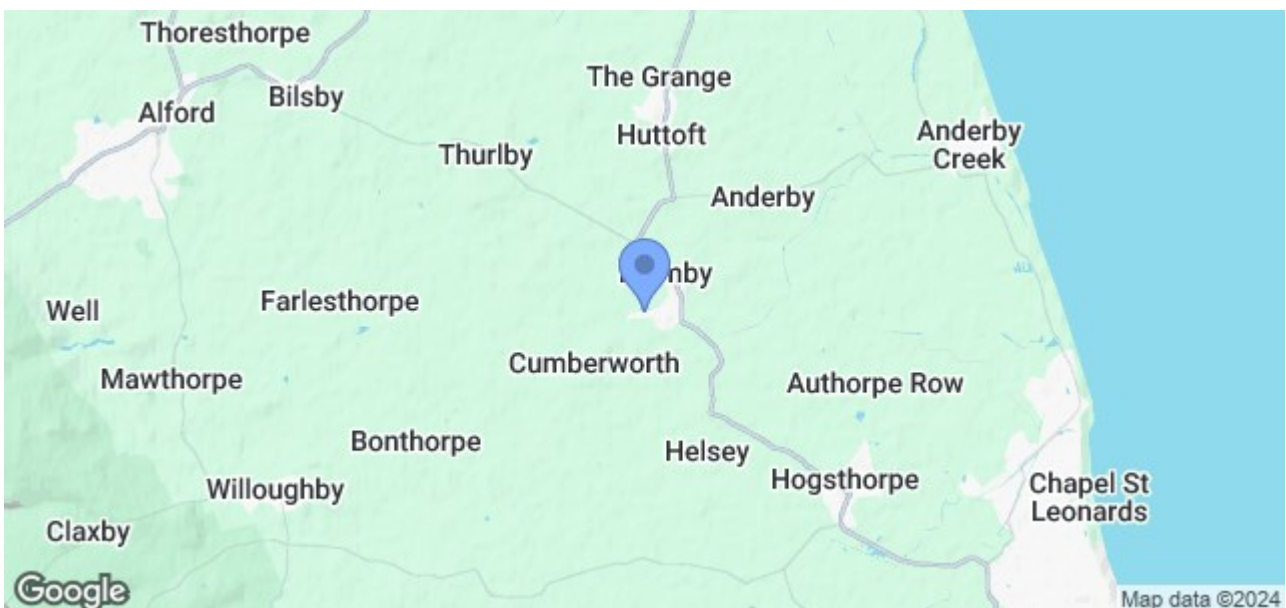 Thoresthorpe
The Grange
Bilsby
Alford
Huttoft
Anderby
Creek
Thurlby
Anderby
Farlesthorpe
Well
Cumberworth
Mawthorpe
Authorpe Row
Bonthorpe
Helsey
Hogsthorpe
Willoughby
Chapel St
Leonards
Claxby
Google
Map data ©2024